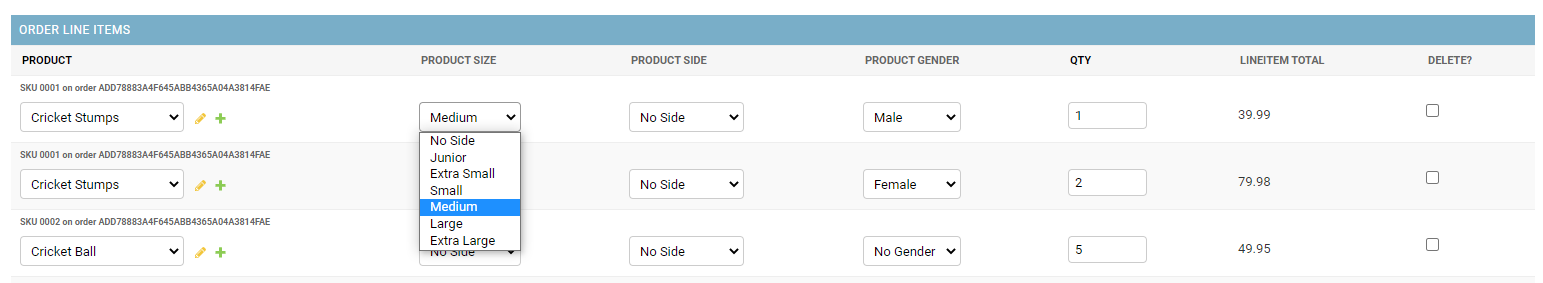 ORDER LINE ITEMS
PRODUCT PRODUCT SIZE PRODUCT SIDE PRODUCT GENDER QTY LINEITEM TOTAL DELETE?
SKU 0001 on order ADD78883A4F645ABB4365A04A3814FAE
Cricket Stumps Medium No Side Male 1 39.99
No Side
Junior
Extra Small
Small
Medium
Large
Extra Large
SKU 0001 on order ADD78883A4F645ABB4365A04A3814FAE
Cricket Stumps No Side Female 2 79.98
SKU 0002 on order ADD78883A4F645ABB4365A04A3814FAE
Cricket Ball No Side No Side No Gender 5 49.95